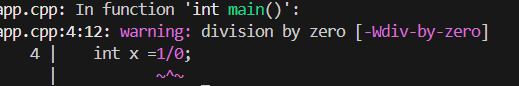 app.cpp: In function 'int main()':
app.cpp:4:12: warning: division by zero [-Wdiv-by-zero]
4 | int x =1/0;
| ~^~